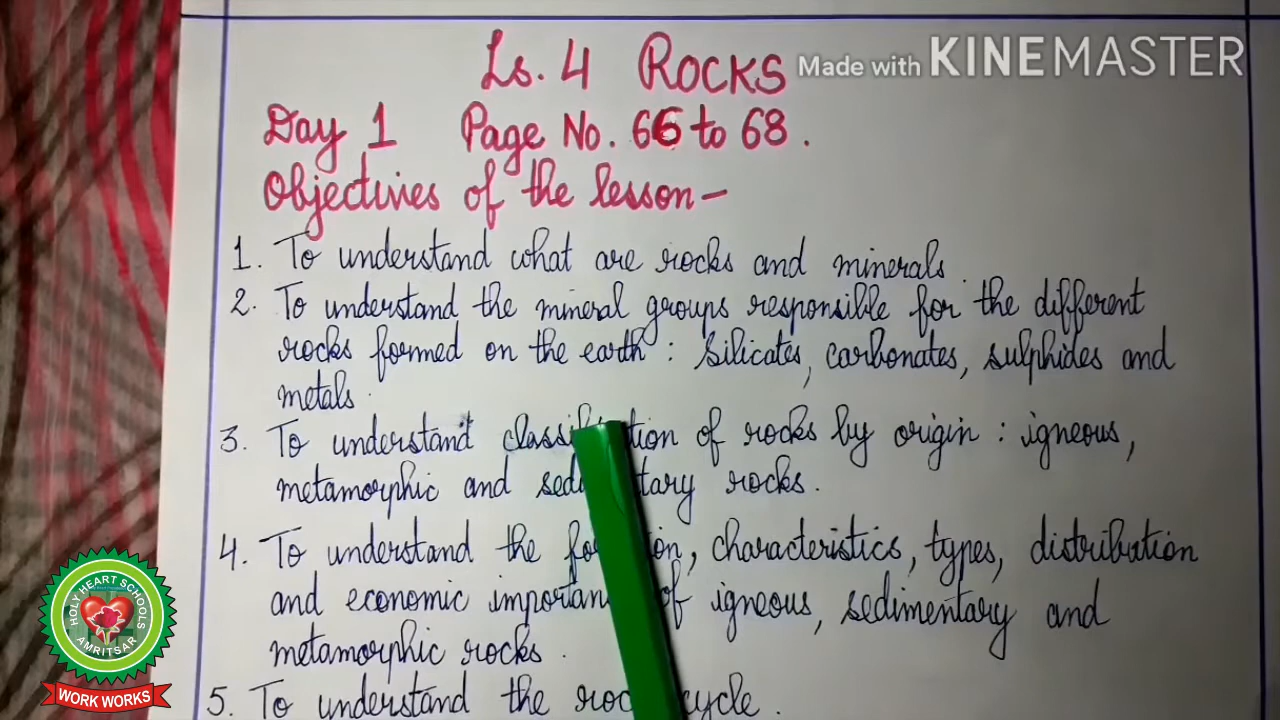 Ls. 4 ROCKS
Made with KINEMASTER
Day 1 Page No. 66 to 68.
Objectives of the lesson-
1. To understand what are rocks and minerals.
2. To understand the mineral groups responsible for the different
rocks formed on the earth: Silicates, carbonates, sulphides and
metals.
3. To understant of rocks by origin: igneous,
metamorphic and rocks.
4. To understand the , characteristics, types, distribution
and economic of igneous, sedimentary and
metamorphic rocks.
5. To understand the
HOLY HEART SCHOOLS
AMRITSAR
WORK WORKS